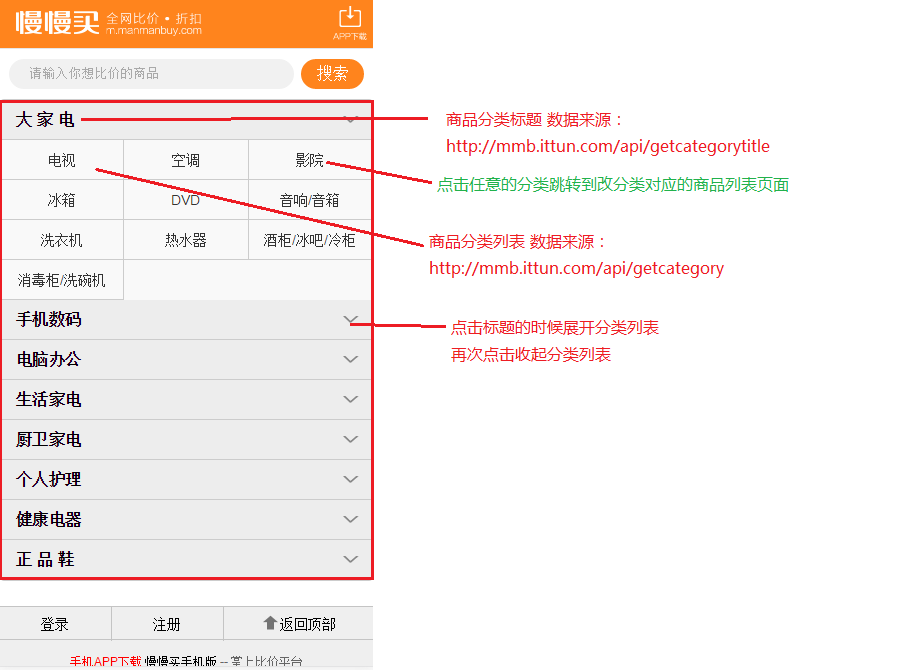 慢慢买 全网比价 • 折扣
m.manmanbuy.com
APP下载
请输入你想比价的商品 搜索
大 家 电
电视 空调 影院
冰箱 DVD 音响/音箱
洗衣机 热水器 酒柜/冰吧/冷柜
消毒柜/洗碗机
手机数码
电脑办公
生活家电
厨卫家电
个人护理
健康电器
正 品 鞋
登录 注册 返回顶部
手机APP下载 慢慢买手机版 -- 掌上比价平台
商品分类标题 数据来源：
http://mmb.ittun.com/api/getcategorytitle
点击任意的分类跳转到改分类对应的商品列表页面
商品分类列表 数据来源：
http://mmb.ittun.com/api/getcategory
点击标题的时候展开分类列表
再次点击收起分类列表